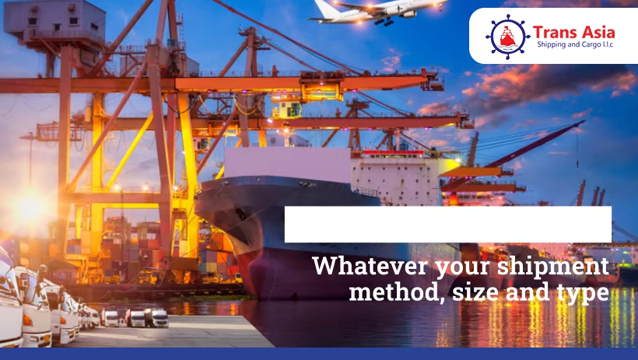 Trans Asia
Shipping and Cargo l.l.c
Whatever your shipment
method, size and type